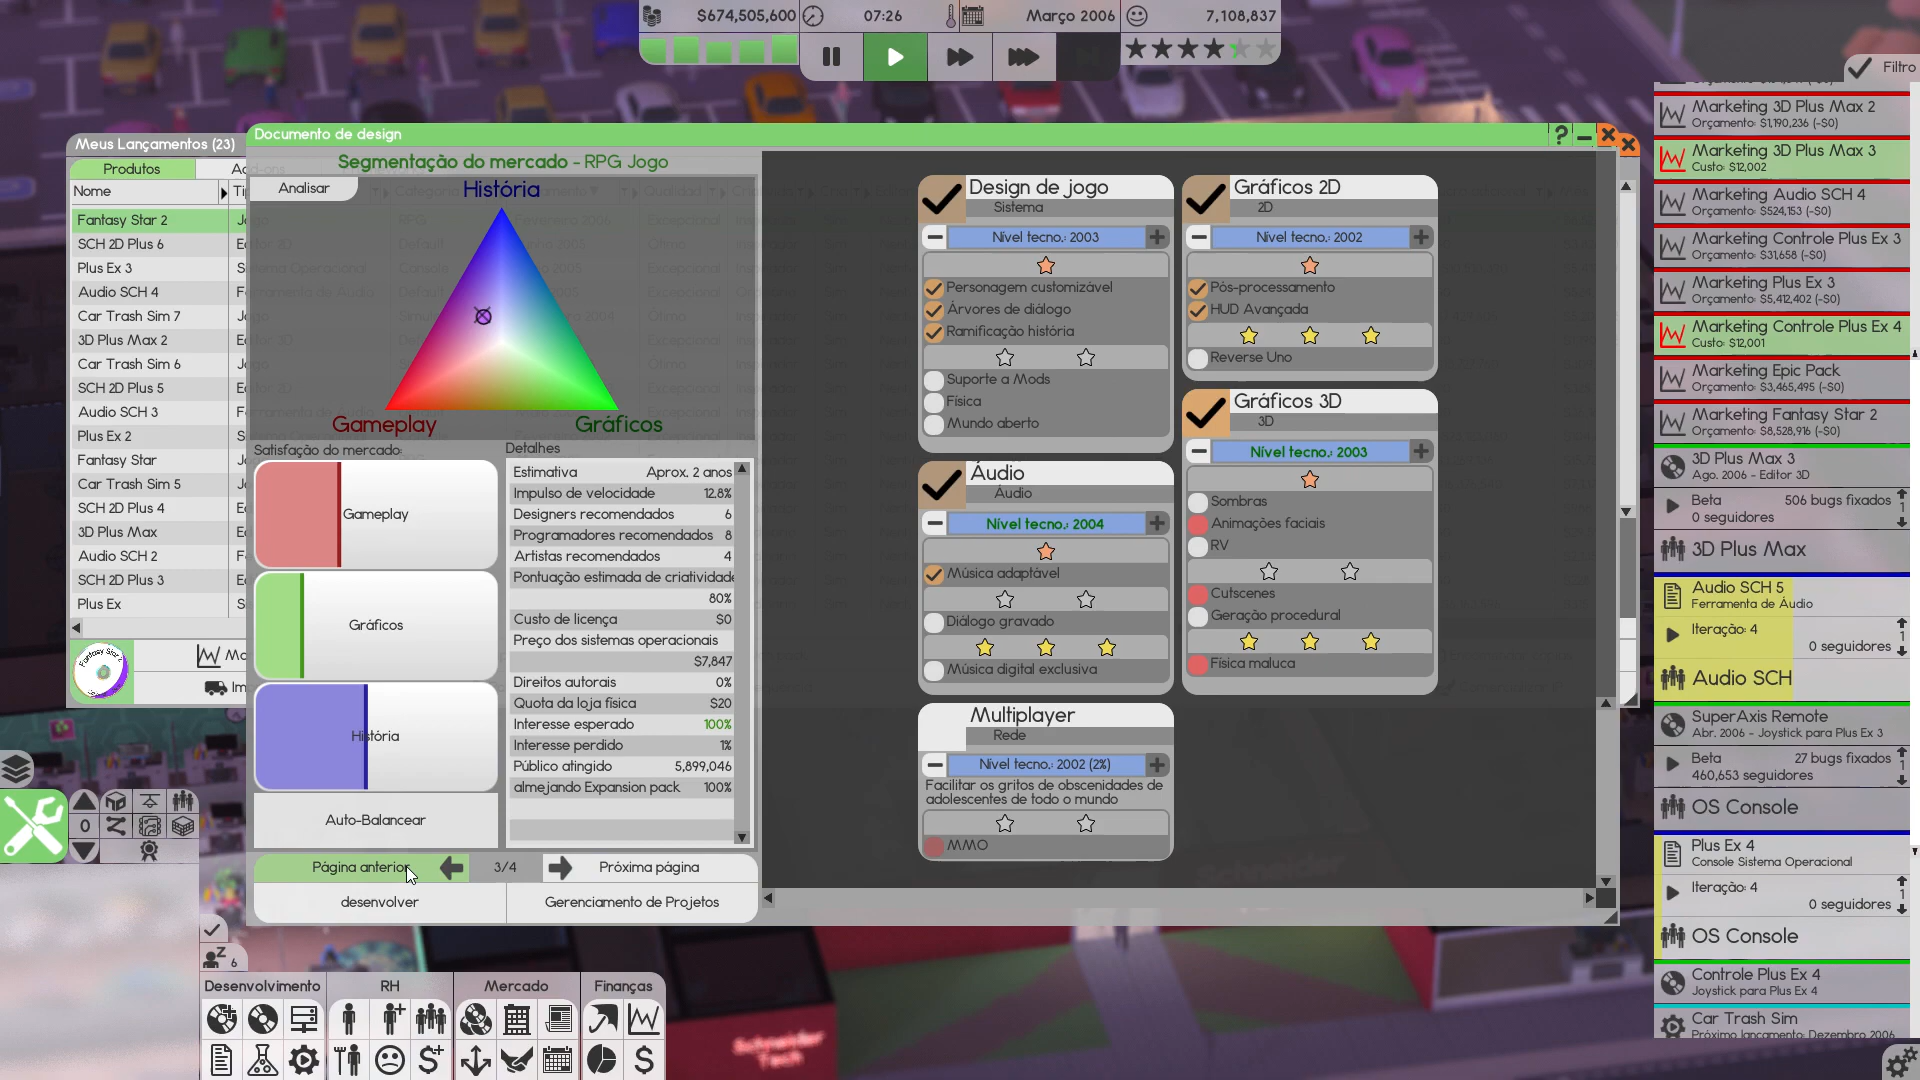 $674,505,600
07:26
Março 2006
7,108,837
Filtro
Meus Lançamentos (23)
Produtos
Nome
Fantasy Star 2
SCH 2D Plus 6
Plus Ex 3
Audio SCH 4
Car Trash Sim 7
3D Plus Max 2
Car Trash Sim 6
SCH 2D Plus 5
Audio SCH 3
Plus Ex 2
Fantasy Star
Car Trash Sim 5
SCH 2D Plus 4
3D Plus Max
Audio SCH 2
SCH 2D Plus 3
Plus Ex
Documento de design
?
Segmentação do mercado - RPG Jogo
Analisar
História
Gameplay
Gráficos
Satisfação do mercado:
Gameplay
Gráficos
História
Auto-Balancear
Detalhes
Estimativa Aprox. 2 anos
Impulso de velocidade 12.8%
Designers recomendados 6
Programadores recomendados 8
Artistas recomendados 4
Pontuação estimada de criatividade
80%
Custo de licença $0
Preço dos sistemas operacionais
$7,847
Direitos autorais 0%
Quota da loja física $20
Interesse esperado 100%
Interesse perdido 1%
Público atingido 5,899,046
almejando Expansion pack 100%
Página anterior
3/4
Próxima página
desenvolver
Gerenciamento de Projetos
Design de jogo
Sistema
Nível tecno.: 2003
Personagem customizável
Árvores de diálogo
Ramificação história
Suporte a Mods
Física
Mundo aberto
Áudio
Áudio
Nível tecno.: 2004
Música adaptável
Diálogo gravado
Música digital exclusiva
Multiplayer
Rede
Nível tecno.: 2002 (2%)
Facilitar os gritos de obscenidades de
adolescentes de todo o mundo
MMO
Gráficos 2D
2D
Nível tecno.: 2002
Pós-processamento
HUD Avançada
Reverse Uno
Gráficos 3D
3D
Nível tecno.: 2003
Sombras
Animações faciais
RV
Cutscenes
Geração procedural
Física maluca
Marketing 3D Plus Max 2
Orçamento: $1,190,236 (-$0)
Marketing 3D Plus Max 3
Custo: $12,002
Marketing Audio SCH 4
Orçamento: $524,153 (-$0)
Marketing Controle Plus Ex 3
Orçamento: $31,658 (-$0)
Marketing Plus Ex 3
Orçamento: $5,412,402 (-$0)
Marketing Controle Plus Ex 4
Custo: $12,001
Marketing Epic Pack
Orçamento: $3,465,495 (-$0)
Marketing Fantasy Star 2
Orçamento: $8,528,916 (-$0)
3D Plus Max 3
Ago. 2006 - Editor 3D
Beta 506 bugs fixados
0 seguidores
1
3D Plus Max
Audio SCH 5
Ferramenta de Áudio
Iteração: 4
0 seguidores
1
Audio SCH
SuperAxis Remote
Abr. 2006 - Joystick para Plus Ex 3
Beta 27 bugs fixados
460,653 seguidores
1
OS Console
Plus Ex 4
Console Sistema Operacional
Iteração: 4
0 seguidores
1
OS Console
Controle Plus Ex 4
Joystick para Plus Ex 4
Car Trash Sim
Próximo lançamento: Dezembro 2006
0
6
Desenvolvimento
RH
Mercado
Finanças
Schneider
Tech